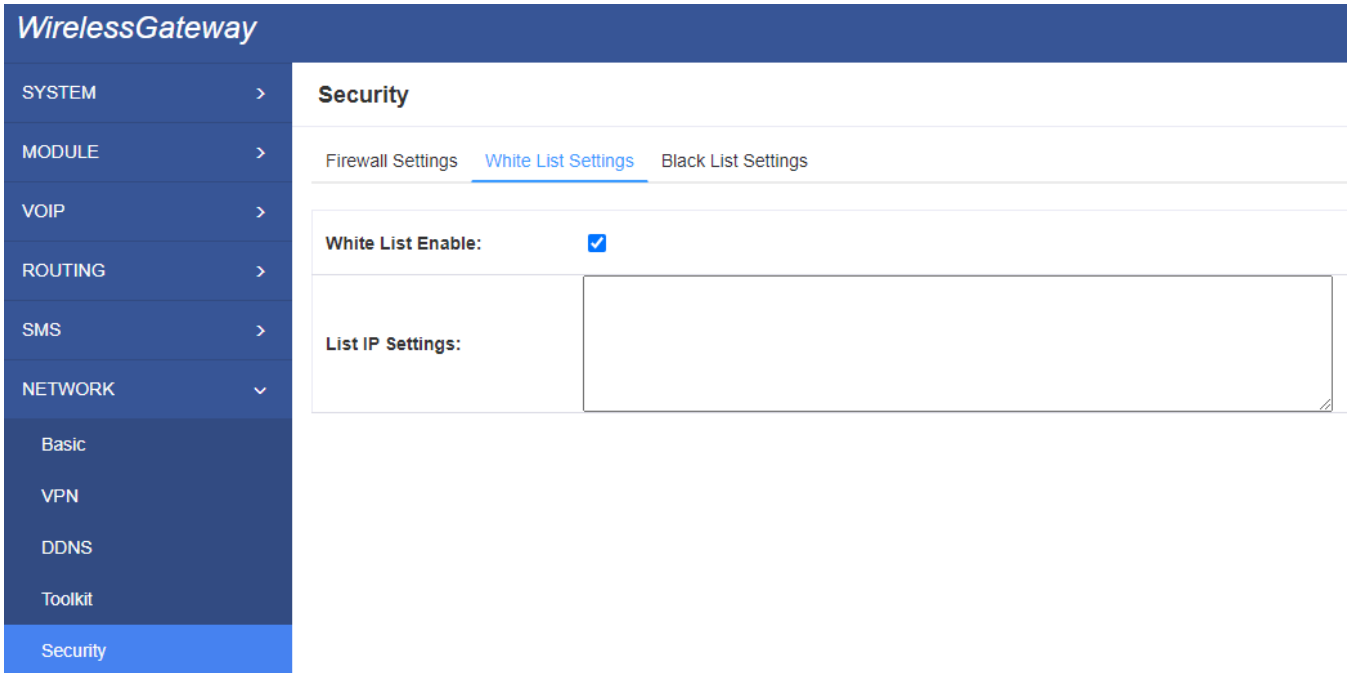 WirelessGateway
SYSTEM
MODULE
VOIP
ROUTING
SMS
NETWORK
Basic
VPN
DDNS
Toolkit
Security
Security
Firewall Settings White List Settings Black List Settings
White List Enable:
List IP Settings: